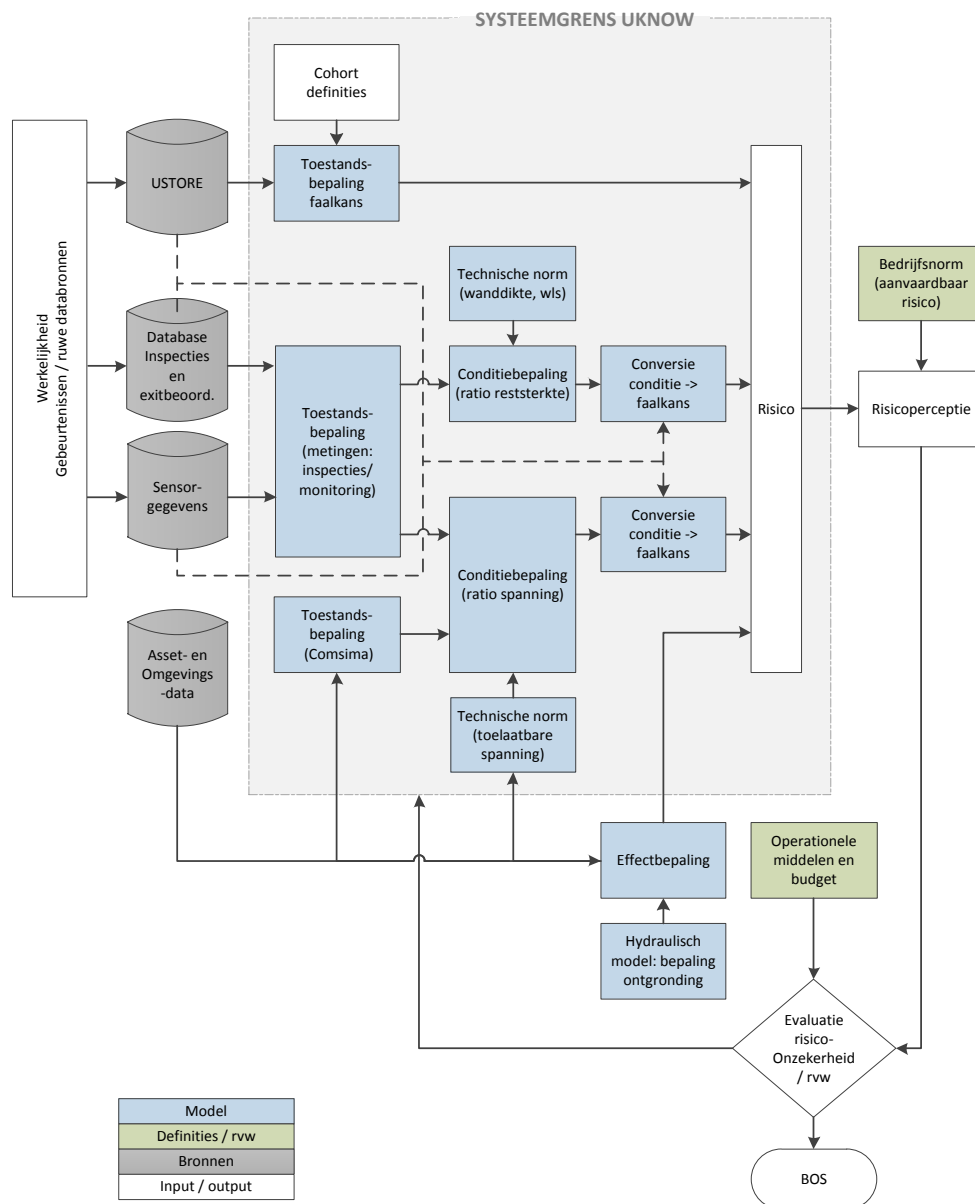 SYSTEEMGRENS UKNOW
Cohort
definities
Werkelijkheid
Gebeurtenissen / ruwe databronnen
USTORE
Toestands-
bepaling
faalkans
Technische norm
(wanddikte, wls)
Bedrijfsnorm
(aanvaardbaar
risico)
Database
Inspecties
en
exitbeoord.
Toestands-
bepaling
(metingen:
inspecties/
monitoring)
Conditiebepaling
(ratio reststerkte)
Conversie
conditie ->
faalkans
Risico
Risicoperceptie
Sensor-
gegevens
Conditiebepaling
(ratio spanning)
Conversie
conditie ->
faalkans
Toestands-
bepaling
(Comsima)
Asset- en
Omgevings
-data
Technische norm
(toelaatbare
spanning)
Effectbepaling
Operationele
middelen en
budget
Hydraulisch
model: bepaling
ontgronding
Evaluatie
risico-
Onzekerheid
/ rvw
Model
Definities / rvw
Bronnen
Input / output
BOS